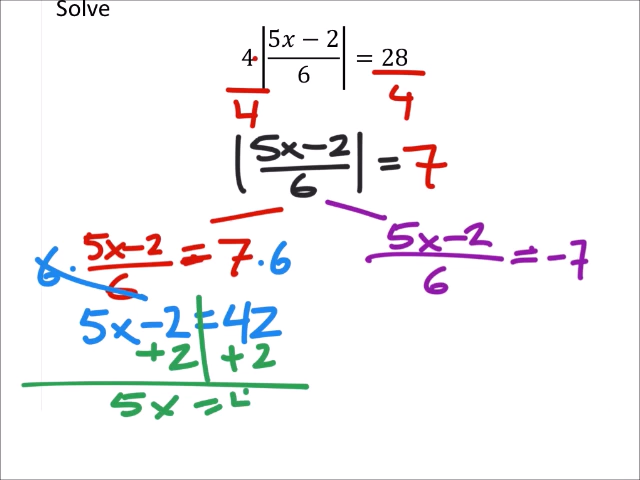 Solve
4·|(5x − 2)/6| = 28
4 4
|(5x−2)/6| = 7
6·(5x−2)/6 = 7·6
(5x−2)/6 = −7
5x−2 = 42
+2 +2
5x =